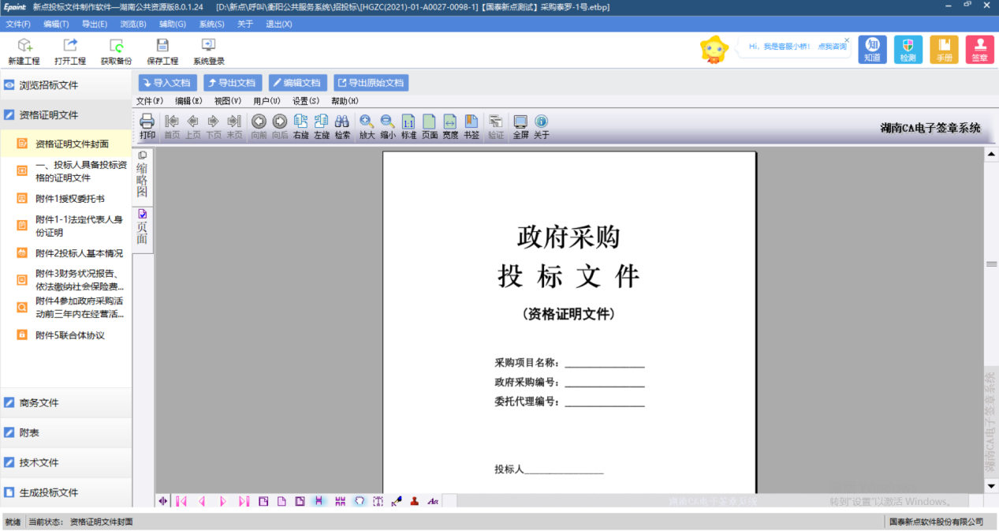 Epoint 新点投标文件制作软件—湖南公共资源版8.0.1.24 [D:\新点\呼叫\衡阳公共服务系统\招投标\[HGZC(2021)-01-A0027-0098-1]【国泰新点测试】采购泰罗-1号.etbp]
文件(F) 编辑(T) 导出(E) 浏览(B) 辅助(G) 系统(S) 关于 退出(X)
新建工程 打开工程 获取备份 保存工程 系统登录
Hi, 我是客服小桥! 点我咨询
知
知道 检测 手册 签章
浏览招标文件
资格证明文件
资格证明文件封面
一、投标人具备投标资
格的证明文件
附件1授权委托书
附件1-1法定代表人身
份证明
附件2投标人基本情况
附件3财务状况报告、
依法缴纳社会保险费...
附件4参加政府采购活
动前三年内在经营活...
附件5联合体协议
商务文件
附表
技术文件
生成投标文件
导入文档 导出文档 编辑文档 导出原始文档
文件(F) 编辑(E) 视图(V) 用户(U) 设置(S) 帮助(H)
打印 首页 上页 下页 末页 向前 向后 右旋 左旋 检索 放大 缩小 标准 页面 宽度 书签 验证 全屏 关于
湖南CA电子签章系统
缩略图
页面
政府采购
投 标 文 件
(资格证明文件)
采购项目名称:________________
政府采购编号:________________
委托代理编号:________________
投标人________________
湖南CA电子签章系统
湖南CA电子签章系统
转到"设置"以激活 Windows。
就绪 当前状态: 资格证明文件封面
国泰新点软件股份有限公司